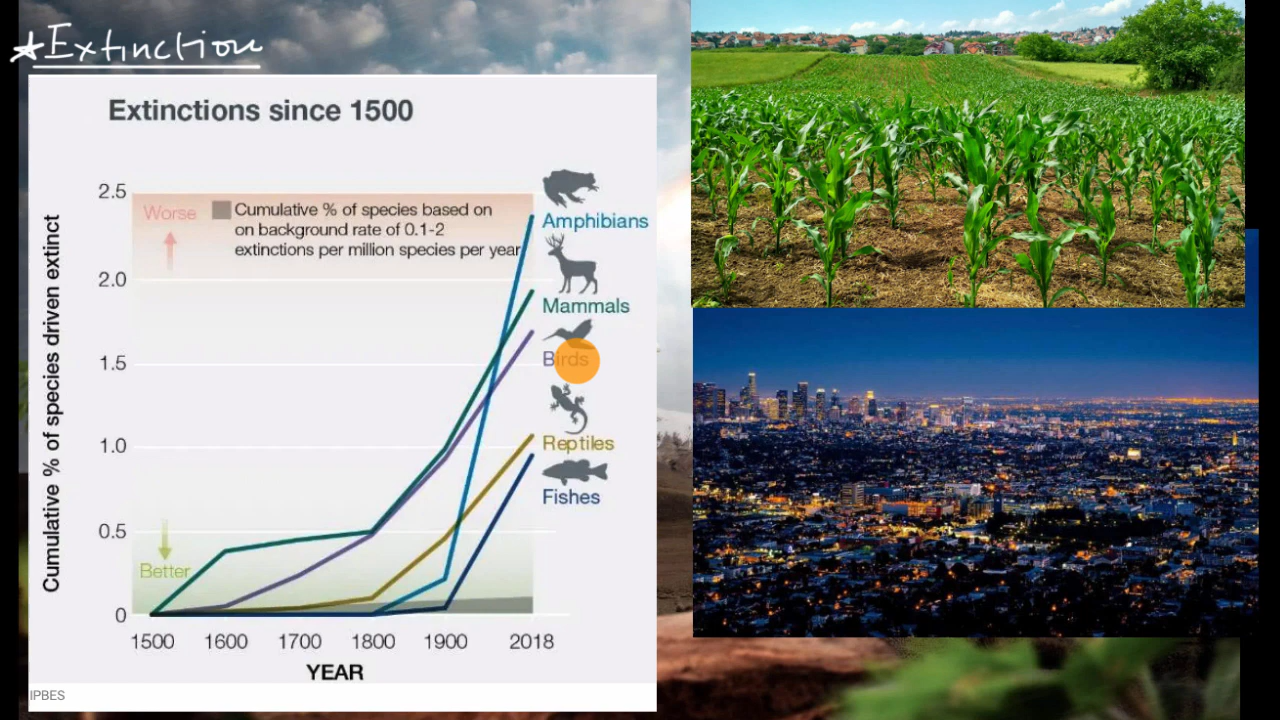 ★Extinction
Extinctions since 1500
Cumulative % of species driven extinct
2.5
2.0
1.5
1.0
0.5
0
Worse
Cumulative % of species based
on background rate of 0.1-2
extinctions per million species per year
Better
Amphibians
Mammals
Birds
Reptiles
Fishes
1500 1600 1700 1800 1900 2018
YEAR
IPBES